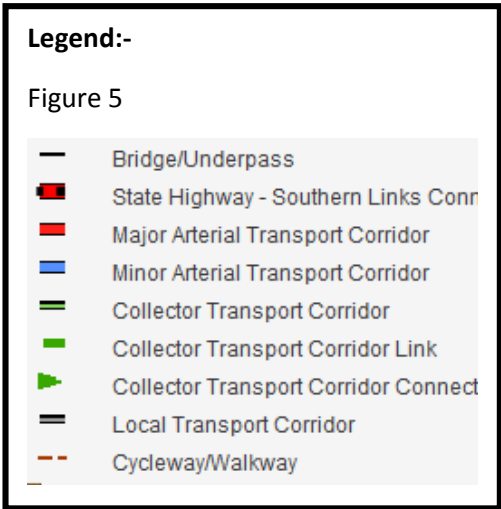 Legend:-
Figure 5
Bridge/Underpass
State Highway - Southern Links Conn
Major Arterial Transport Corridor
Minor Arterial Transport Corridor
Collector Transport Corridor
Collector Transport Corridor Link
Collector Transport Corridor Connect
Local Transport Corridor
Cycleway/Walkway